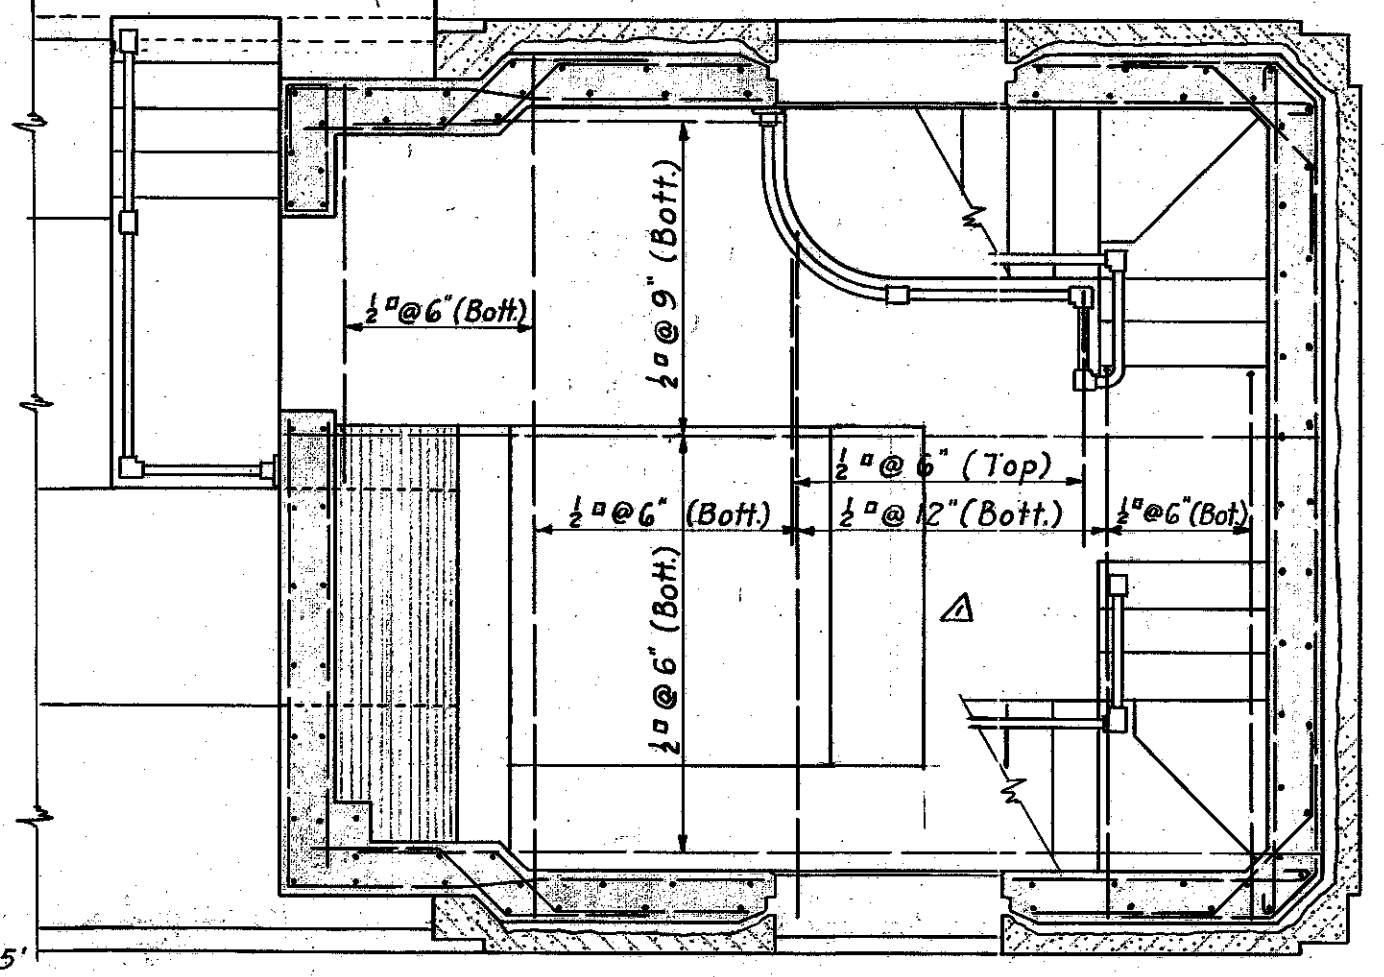 ½"□ @ 9" (Bott.)
½"□ @ 6" (Bott.)
½"□ @ 6" (Top)
½"□ @ 6" (Bott.)
½"□ @ 12" (Bott.)
½"□ @ 6" (Bot.)
½"□ @ 6" (Bott.)
1
5'